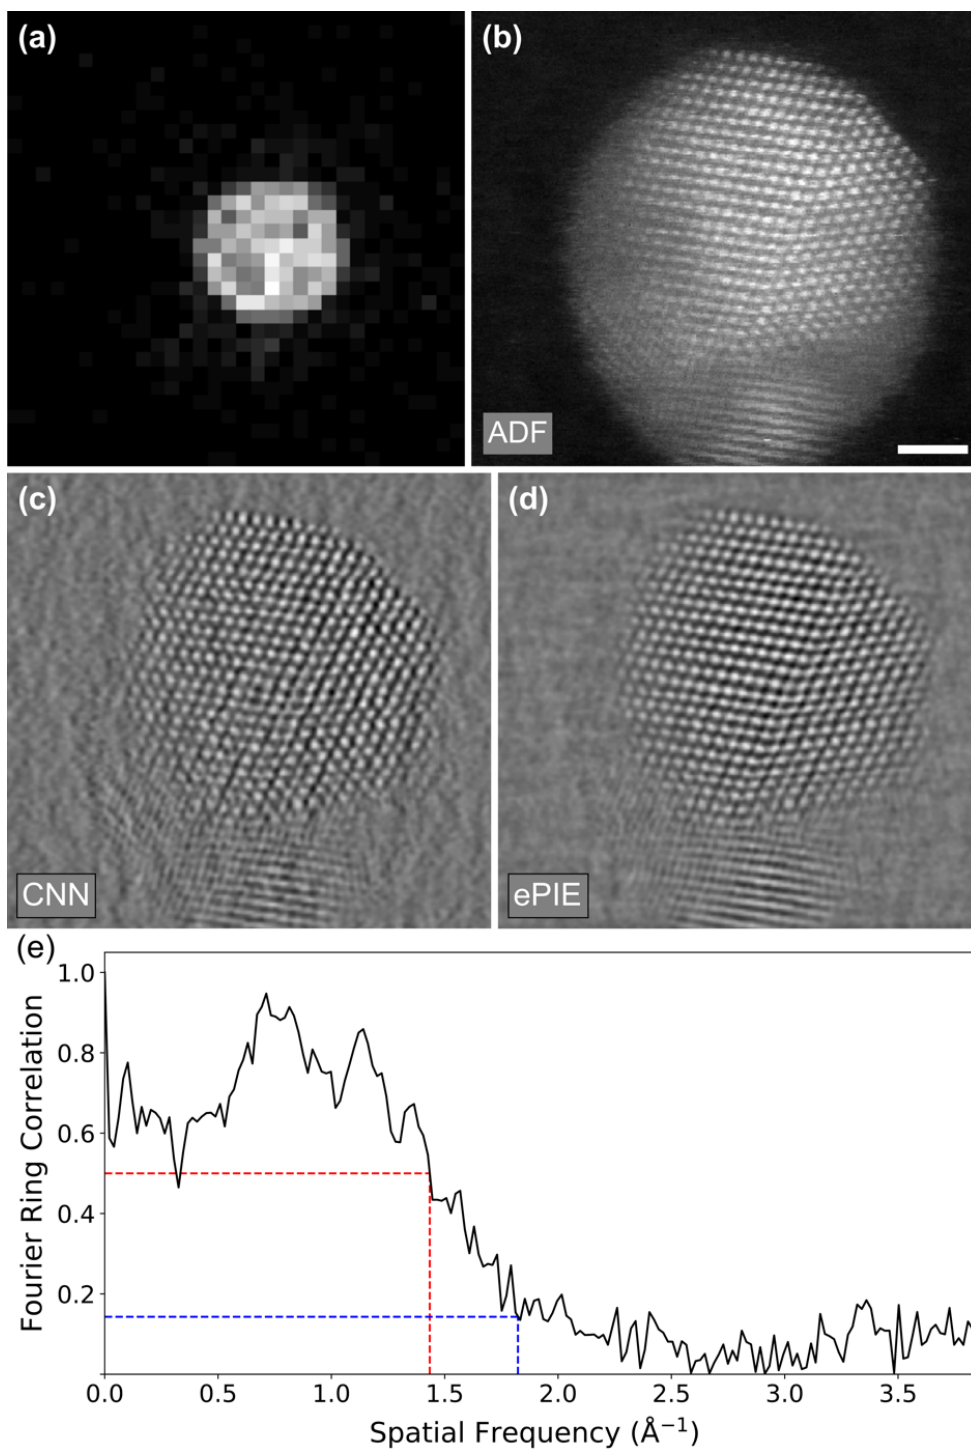 (a)
(b)
ADF
(c)
(d)
CNN
ePIE
(e)
Fourier Ring Correlation
1.0
0.8
0.6
0.4
0.2
0.0
0.5
1.0
1.5
2.0
2.5
3.0
3.5
Spatial Frequency (Å⁻¹)